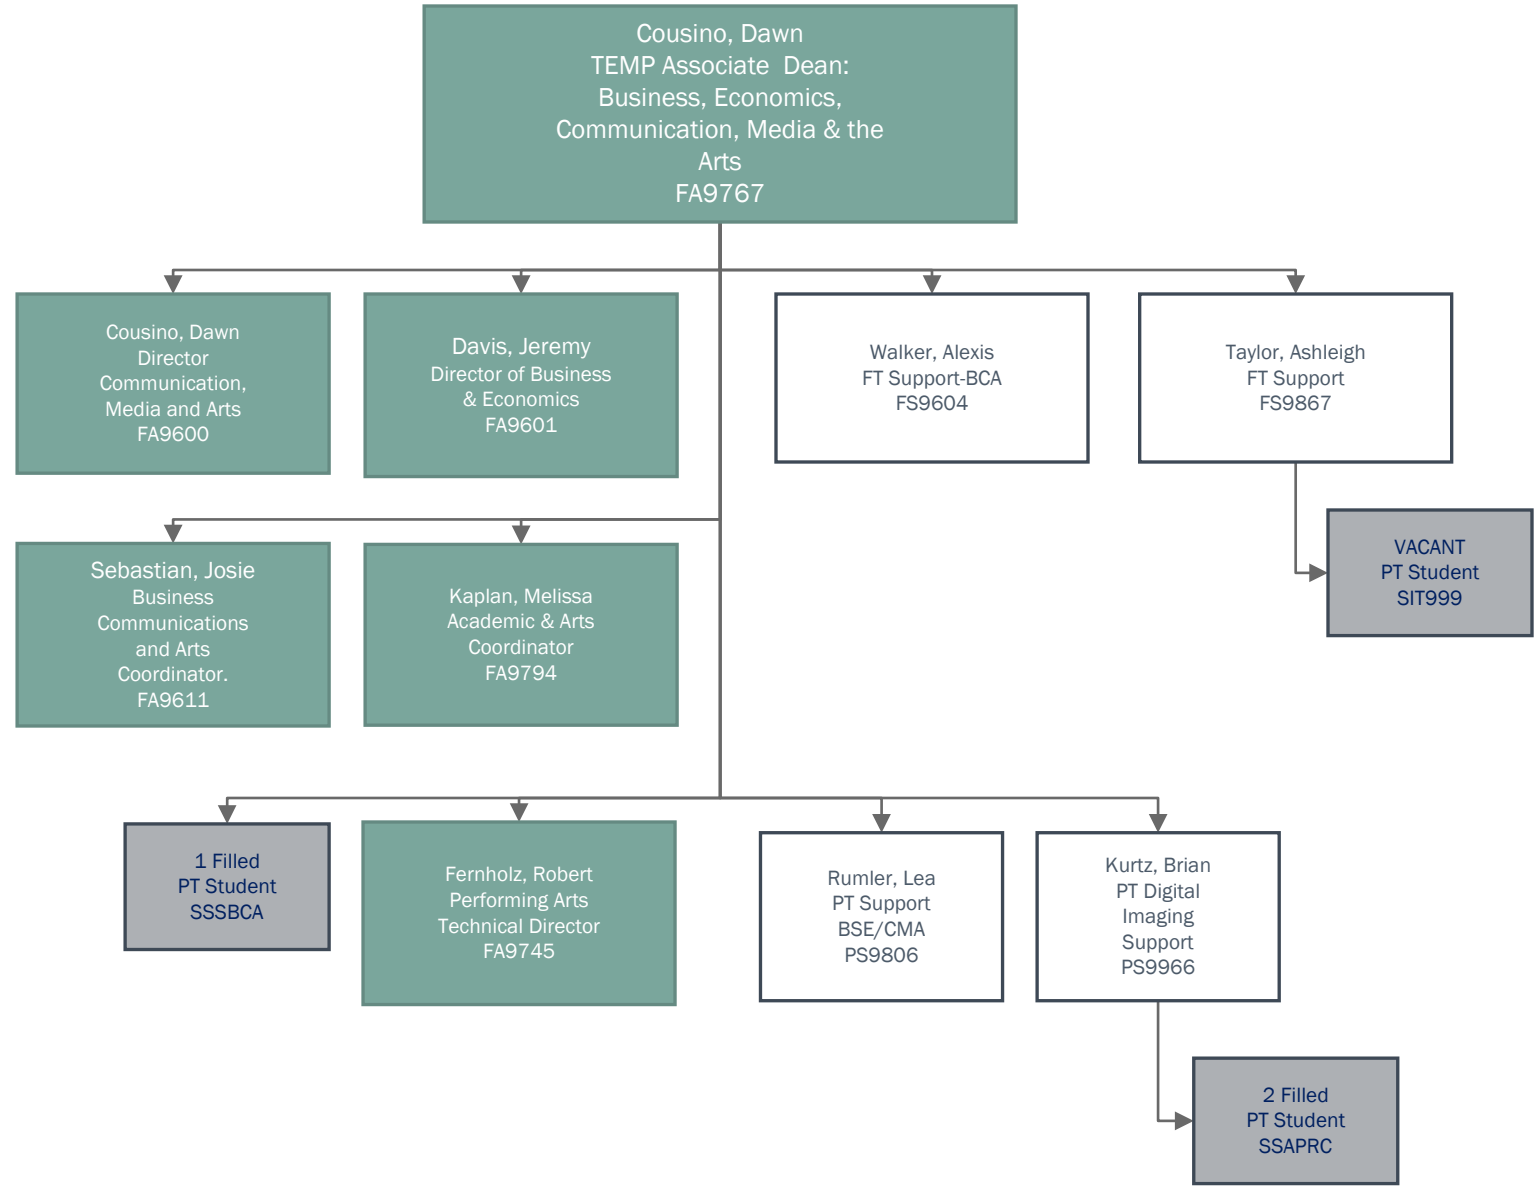 Cousino, Dawn
TEMP Associate  Dean:
Business, Economics,
Communication, Media & the
Arts
FA9767
Cousino, Dawn
Director
Communication,
Media and Arts
FA9600
Davis, Jeremy
Director of Business
& Economics
FA9601
Walker, Alexis
FT Support-BCA
FS9604
Taylor, Ashleigh
FT Support
FS9867
VACANT
PT Student
SIT999
Sebastian, Josie
Business
Communications
and Arts
Coordinator.
FA9611
Kaplan, Melissa
Academic & Arts
Coordinator
FA9794
1 Filled
PT Student
SSSBCA
Fernholz, Robert
Performing Arts
Technical Director
FA9745
Rumler, Lea
PT Support
BSE/CMA
PS9806
Kurtz, Brian
PT Digital
Imaging
Support
PS9966
2 Filled
PT Student
SSAPRC